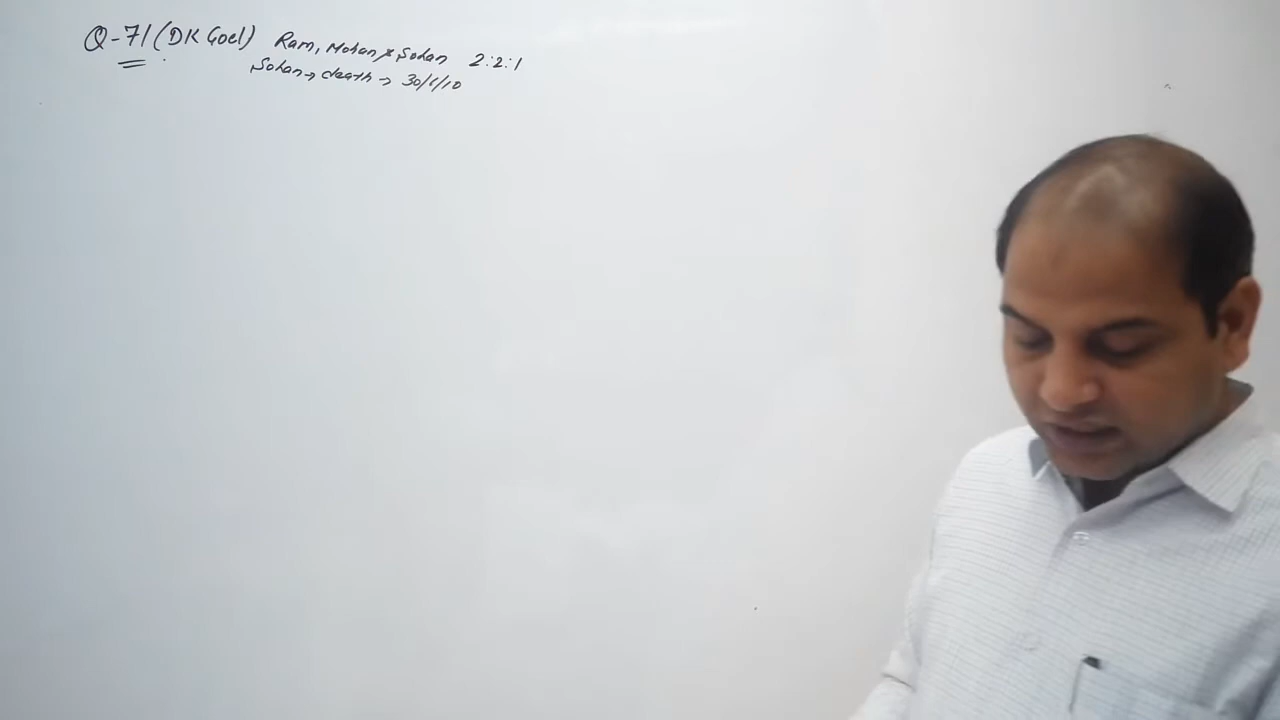 Q-71 (DK Goel) Ram, Mohan & Sohan 2:2:1
Sohan → death → 30/6/10